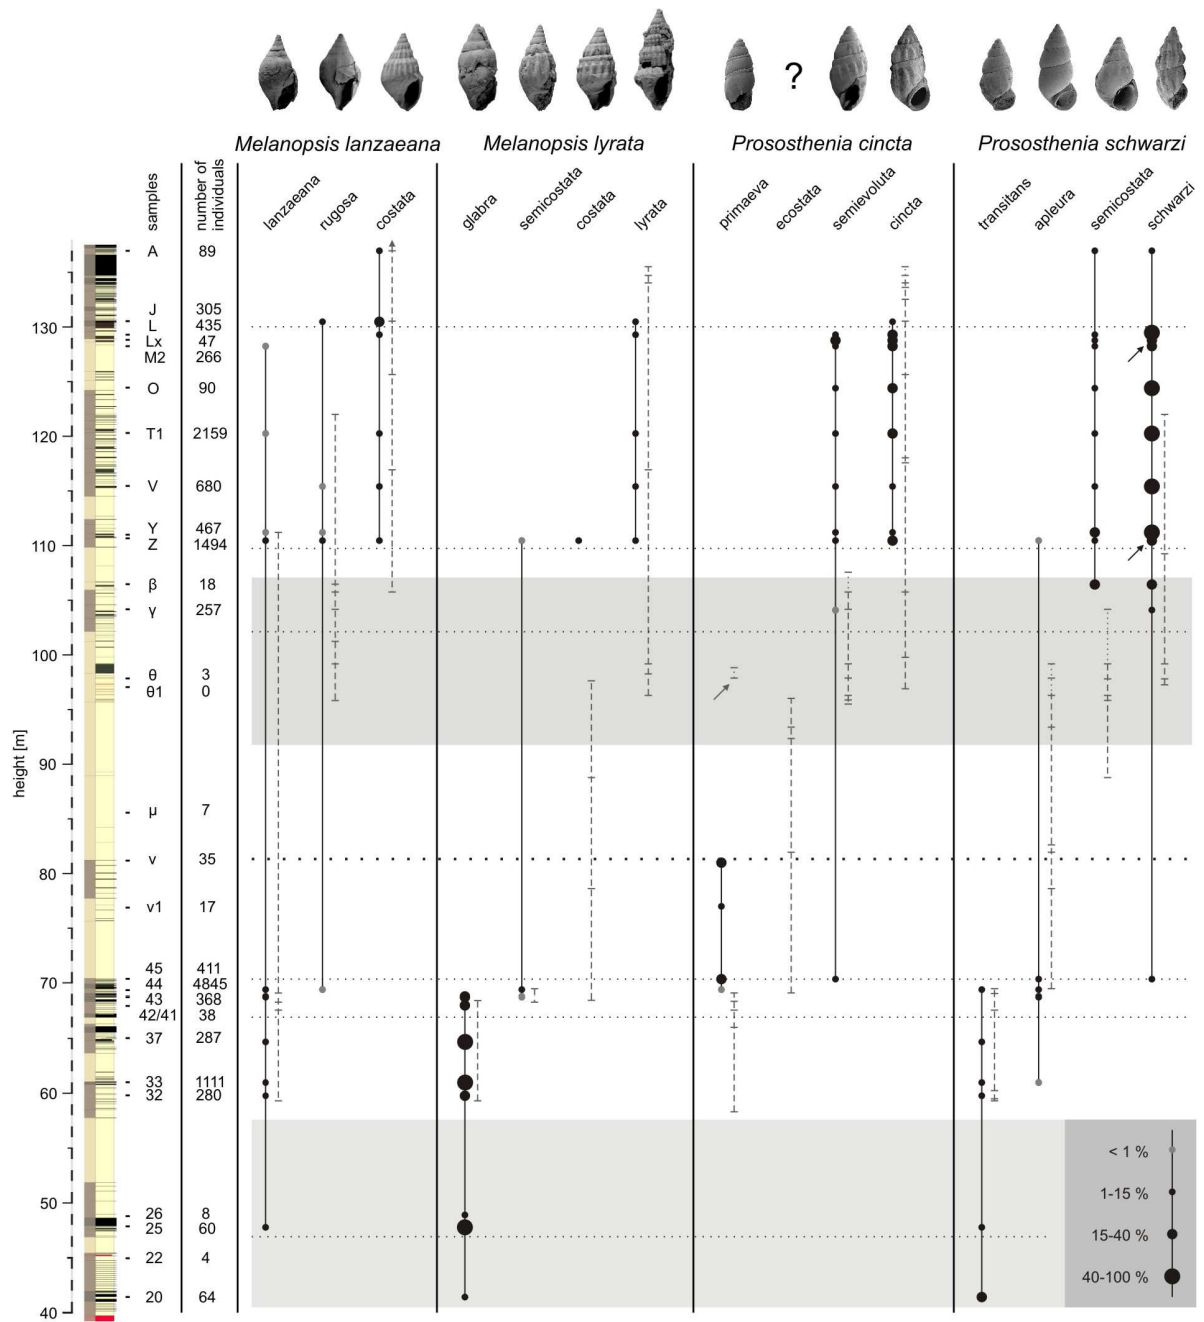 ?
Melanopsis lanzaeana
Melanopsis lyrata
Prososthenia cincta
Prososthenia schwarzi
samples
number of
individuals
lanzaeana
rugosa
costata
glabra
semicostata
costata
lyrata
primaeva
ecostata
semievoluta
cincta
transitans
apleura
semicostata
schwarzi
A 89
J 305
130 L 435
Lx 47
M2 266
O 90
120 T1 2159
V 680
Y 467
110 Z 1494
β 18
γ 257
100
θ 3
θ1 0
height [m]
90
μ 7
ν 35
80
ν1 17
45 411
70 44 4845
43 368
42/41 38
37 287
33 1111
60 32 280
< 1 %
1-15 %
50 26 8
25 60
15-40 %
22 4
40-100 %
20 64
40